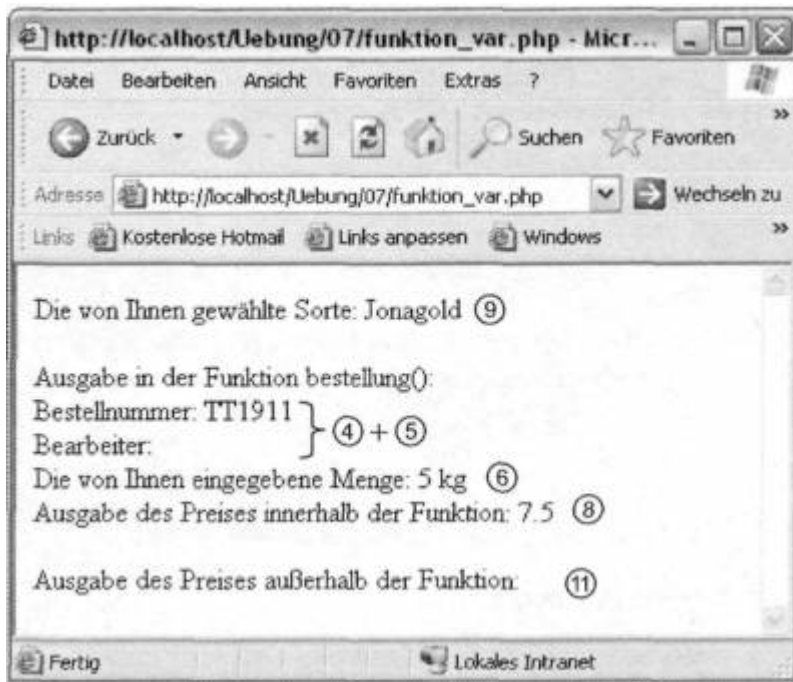 http://localhost/Uebung/07/funktion_var.php - Micr...
Datei Bearbeiten Ansicht Favoriten Extras ?
Zurück Suchen Favoriten »
Adresse http://localhost/Uebung/07/funktion_var.php Wechseln zu
Links Kostenlose Hotmail Links anpassen Windows »
Die von Ihnen gewählte Sorte: Jonagold ⑨
Ausgabe in der Funktion bestellung():
Bestellnummer: TT1911
Bearbeiter:
④ + ⑤
Die von Ihnen eingegebene Menge: 5 kg ⑥
Ausgabe des Preises innerhalb der Funktion: 7.5 ⑧
Ausgabe des Preises außerhalb der Funktion: ⑪
Fertig Lokales Intranet